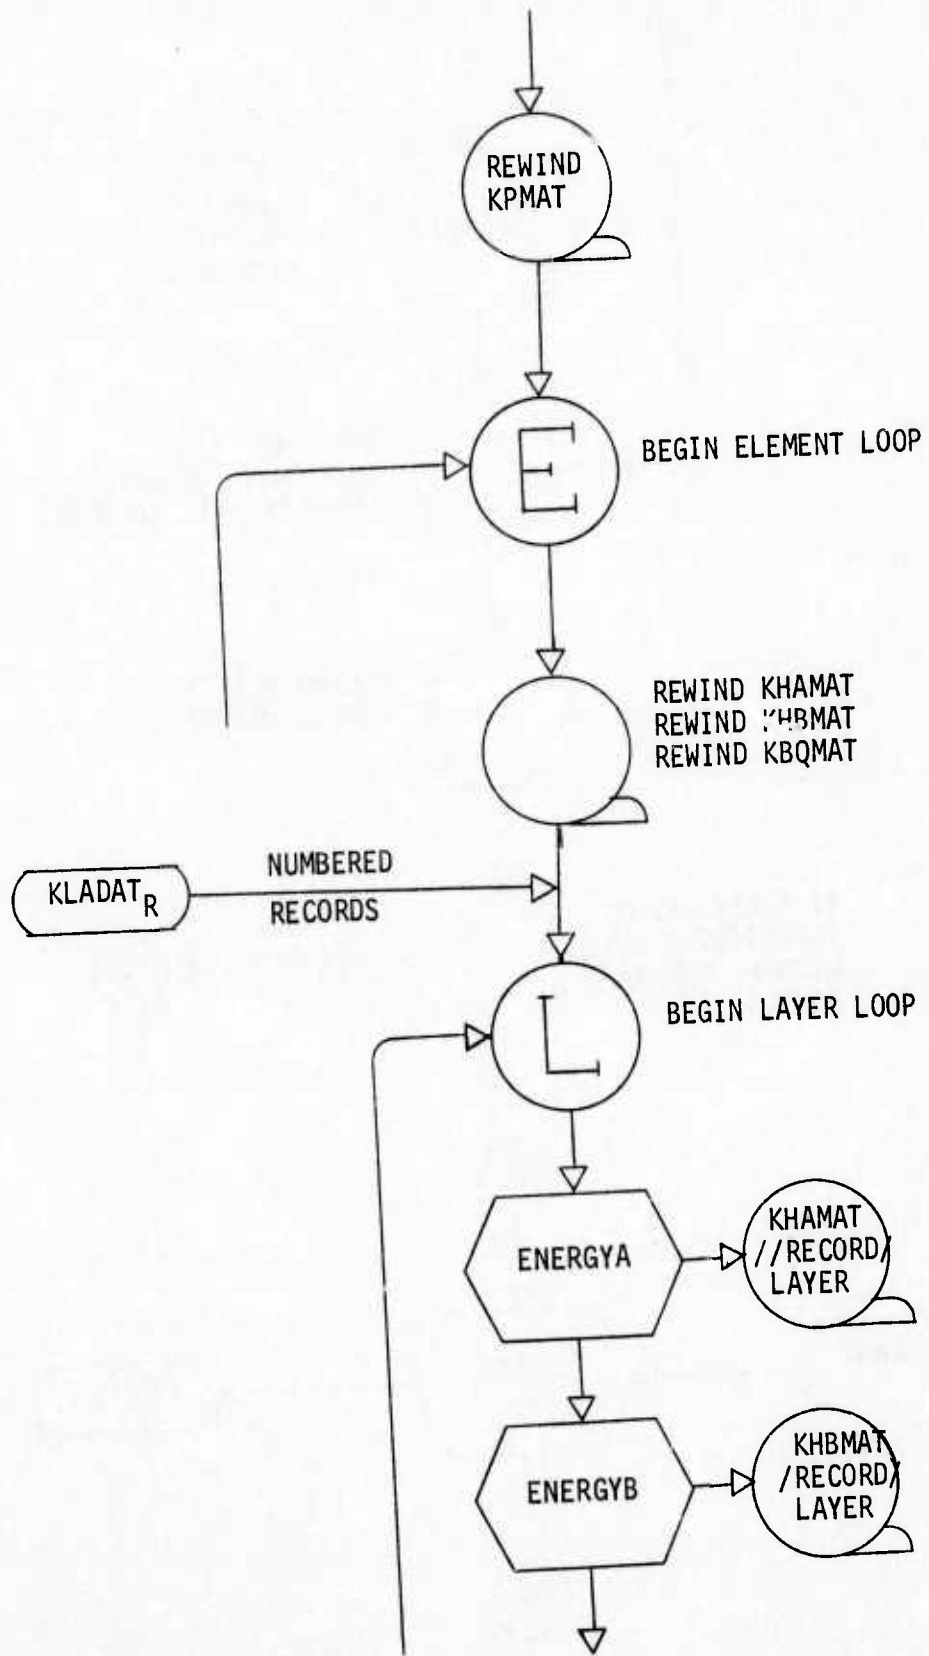 REWIND
KPMAT
E
BEGIN ELEMENT LOOP
REWIND KHAMAT
REWIND KHBMAT
REWIND KBQMAT
KLADAT R
NUMBERED
RECORDS
L
BEGIN LAYER LOOP
ENERGYA
KHAMAT
//RECORD/
LAYER
ENERGYB
KHBMAT
/RECORD/
LAYER